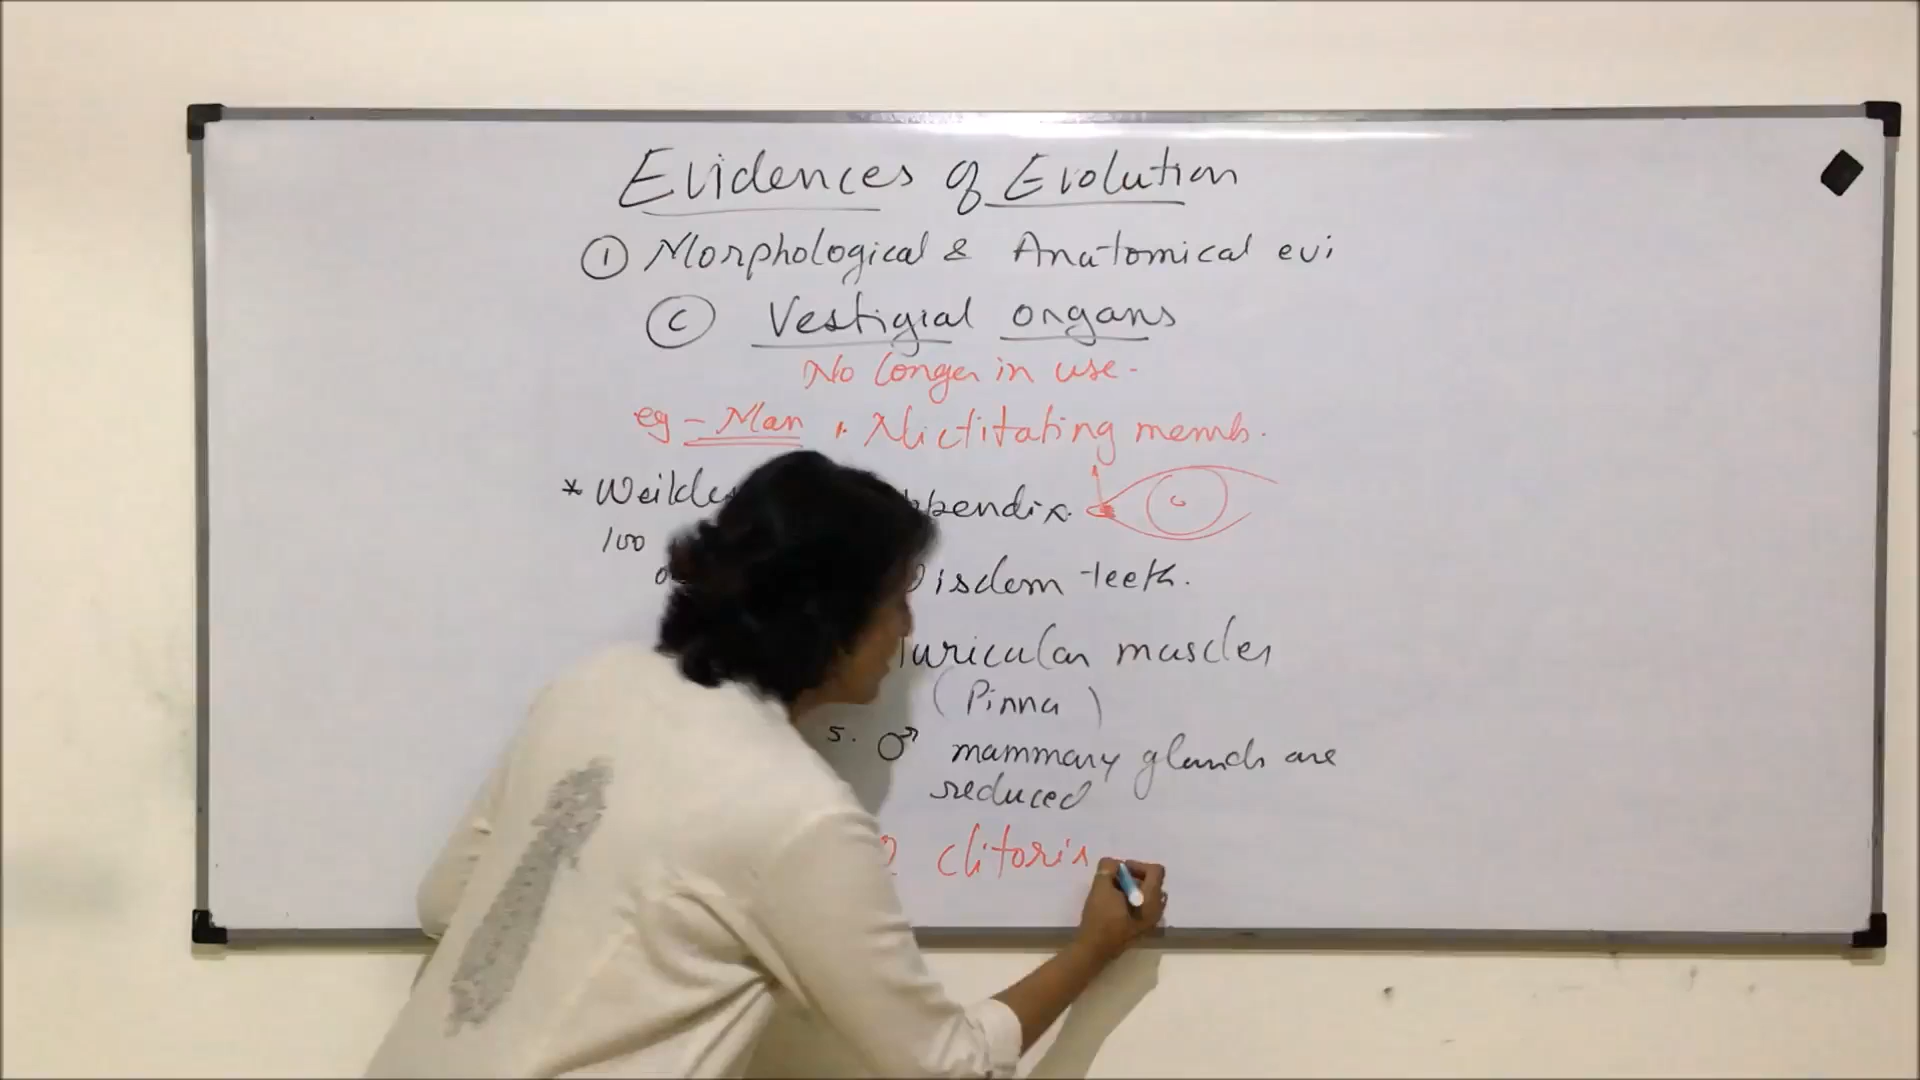 Evidences of Evolution
① Morphological & Anatomical evi
Ⓒ Vestigial organs
No longer in use.
eg - Man 1. Nictitating memb.
* ppendix.
100
isdom teeth.
uricular muscles
(Pinna)
5. ♂ mammary glands are
reduced
clitoris